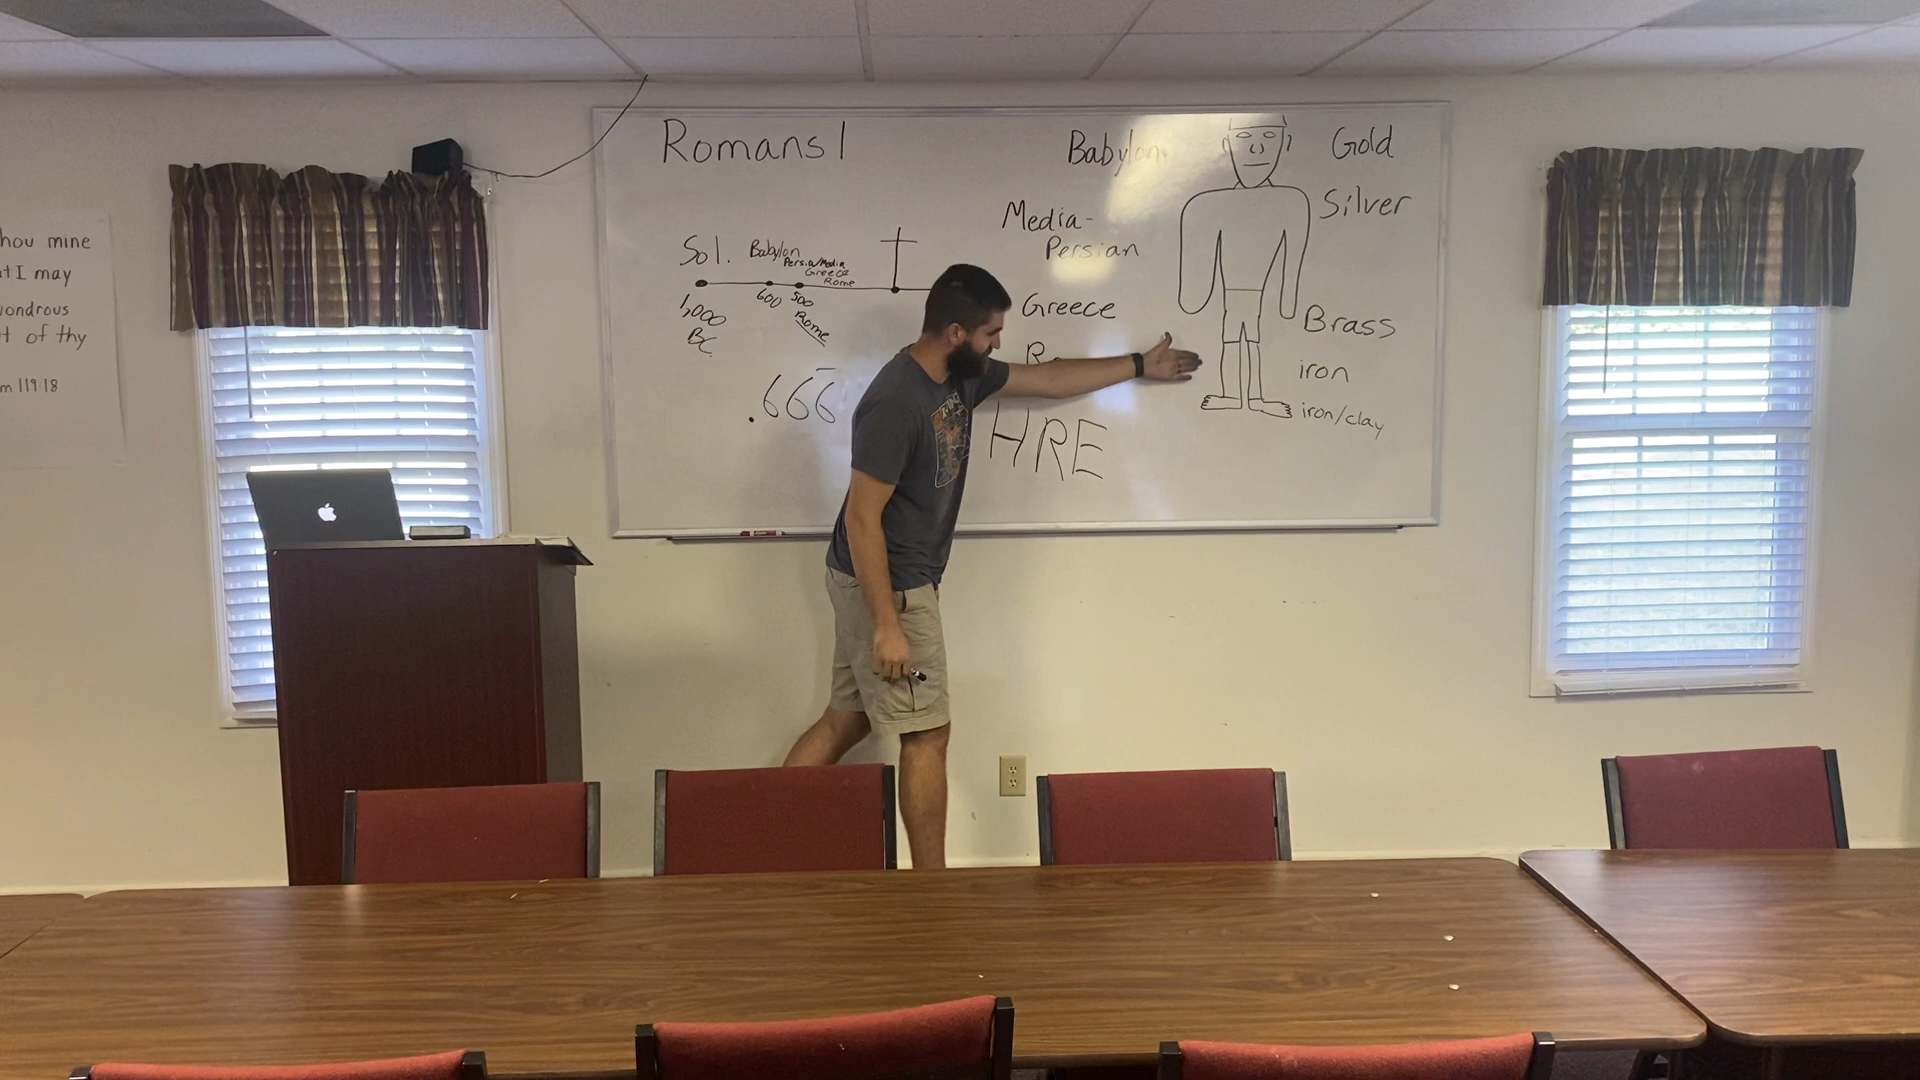 Romans 1
Babylon
Gold
Silver
Media-
Persian
Sol.
Babylon
Persia/Media
Greece
Rome
1,000
BC
600
500
Rome
Greece
Brass
iron
iron/clay
.666
HRE
hou mine
t I may
ondrous
t of thy
m 119:18